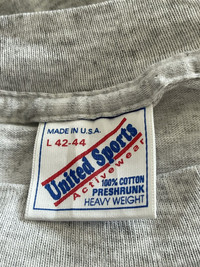 MADE IN U.S.A.
L 42-44
United Sports
Activewear
100% COTTON
PRESHRUNK
HEAVY WEIGHT